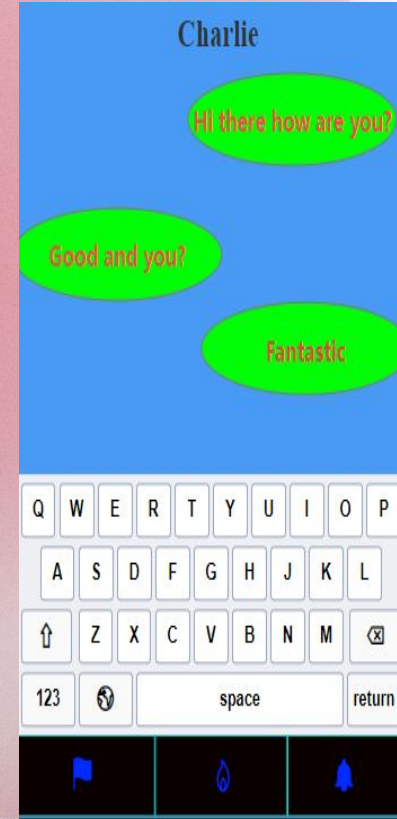 Charlie
Hi there how are you?
Good and you?
Fantastic
Q W E R T Y U I O P
A S D F G H J K L
Z X C V B N M
123 space return